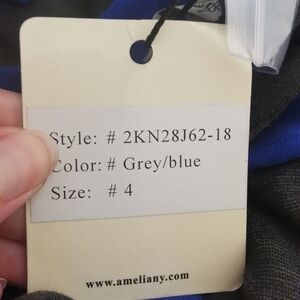 Style: # 2KN28J62-18
Color: # Grey/blue
Size: # 4
www.ameliany.com